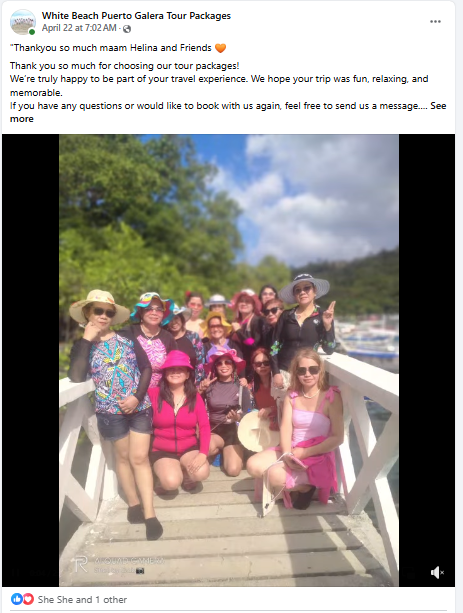 White Beach Puerto Galera Tour Packages
April 22 at 7:02 AM ·
"Thankyou so much maam Helina and Friends 🧡
Thank you so much for choosing our tour packages!
We're truly happy to be part of your travel experience. We hope your trip was fun, relaxing, and
memorable.
If you have any questions or would like to book with us again, feel free to send us a message.... See
more
She She and 1 other